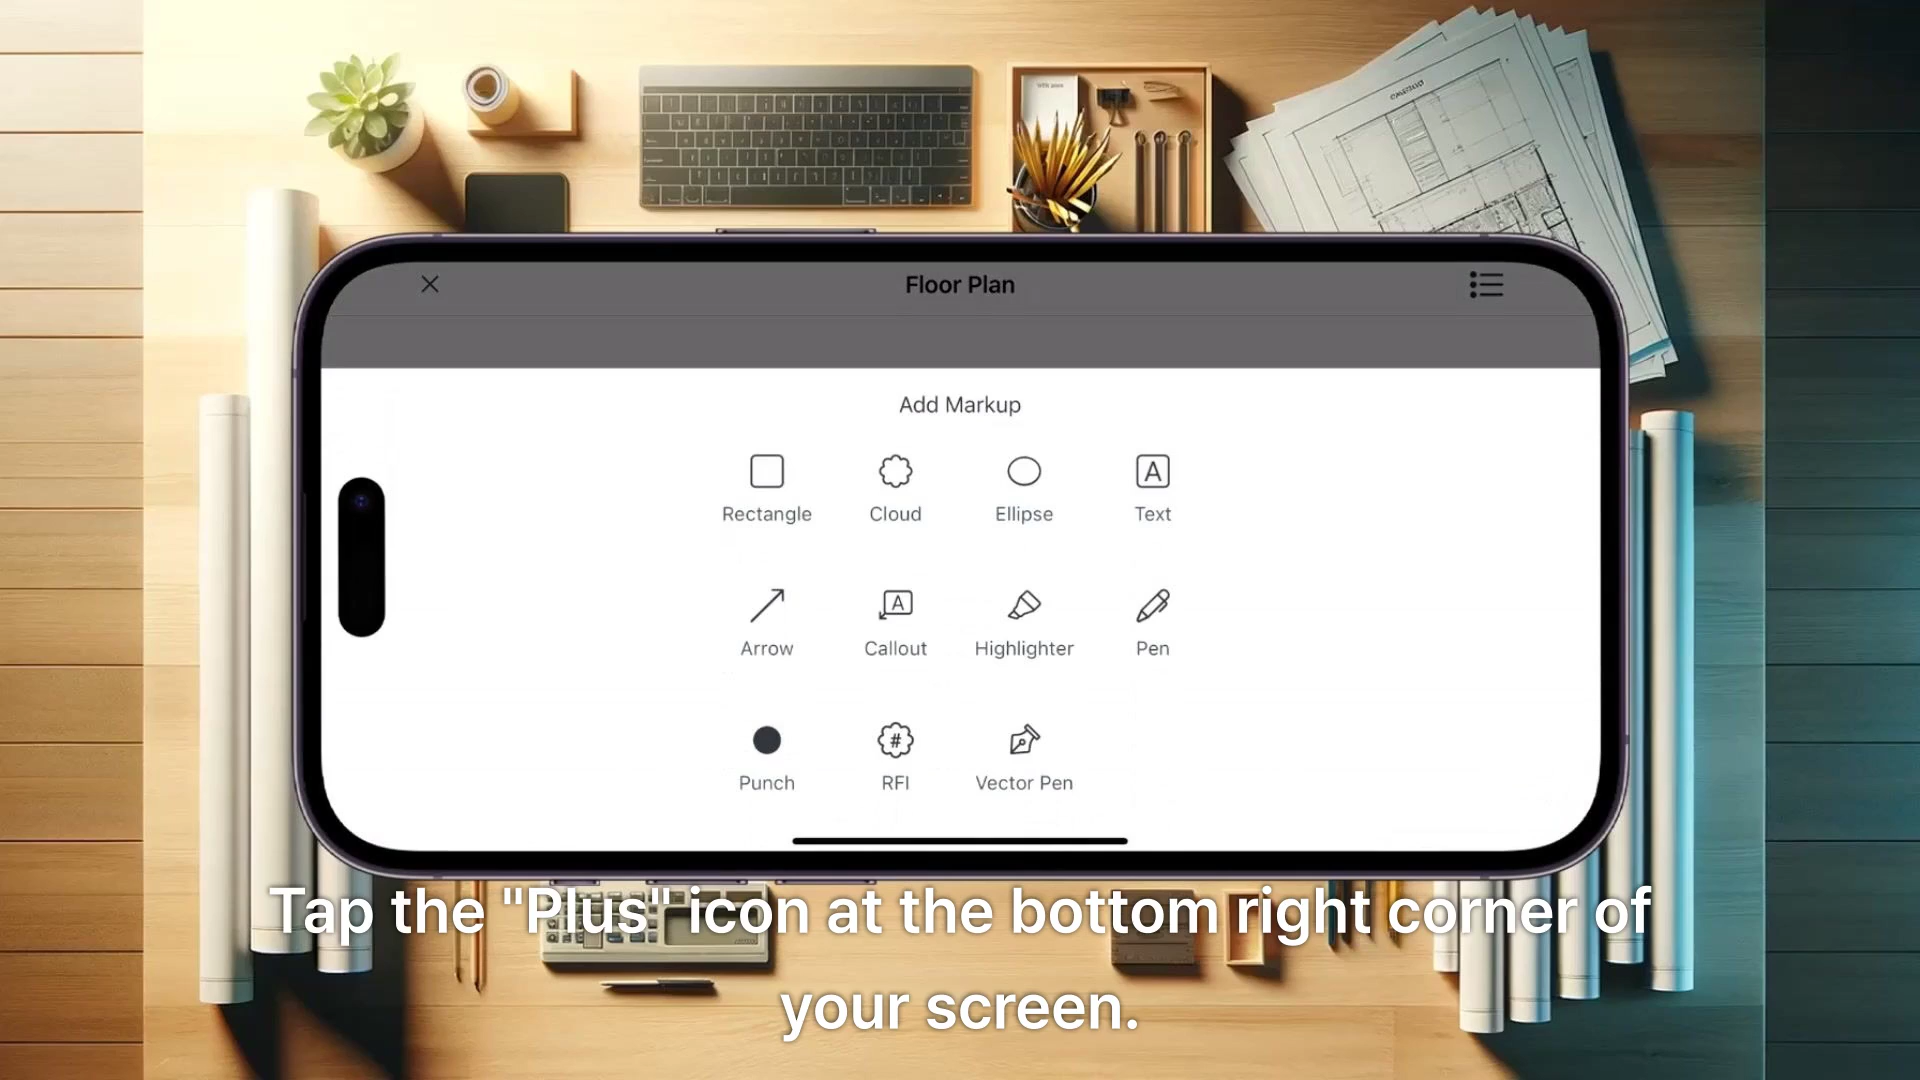 Floor Plan
Add Markup
Rectangle Cloud Ellipse Text
Arrow Callout Highlighter Pen
Punch RFI Vector Pen
Tap the "Plus" icon at the bottom right corner of
your screen.